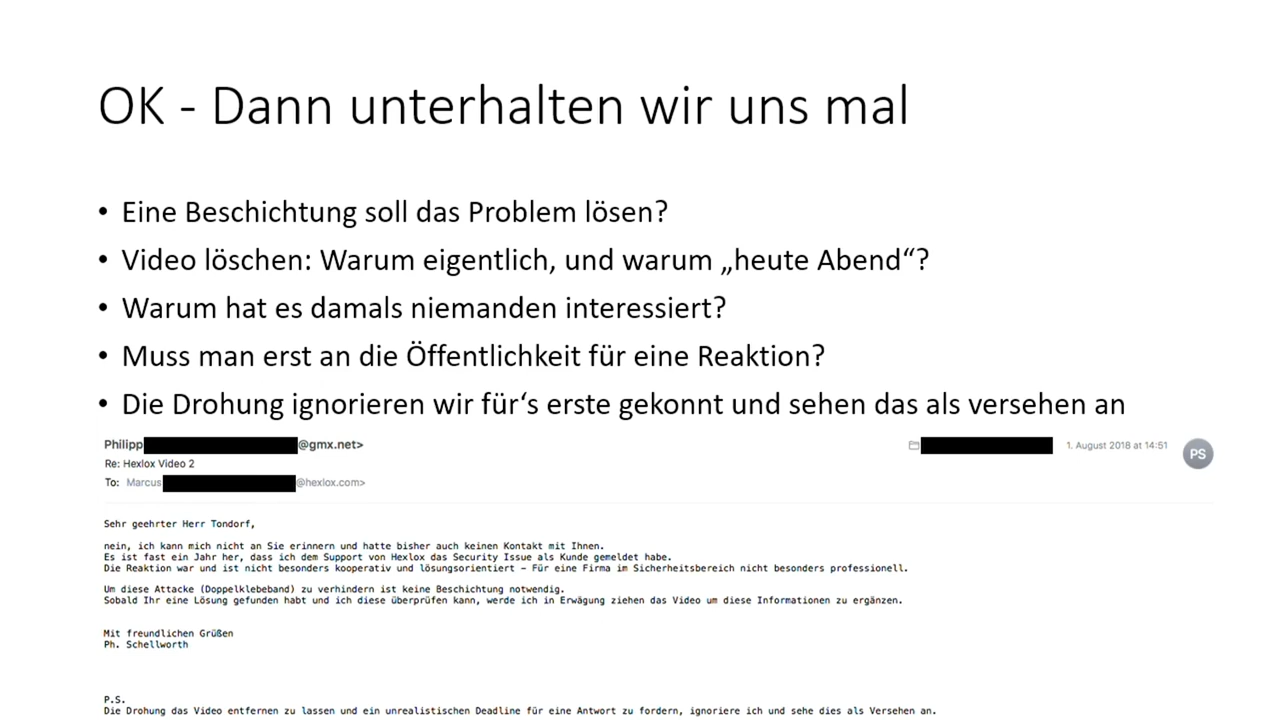 OK - Dann unterhalten wir uns mal
• Eine Beschichtung soll das Problem lösen?
• Video löschen: Warum eigentlich, und warum „heute Abend“?
• Warum hat es damals niemanden interessiert?
• Muss man erst an die Öffentlichkeit für eine Reaktion?
• Die Drohung ignorieren wir für‘s erste gekonnt und sehen das als versehen an
Philipp @gmx.net> 1. August 2018 at 14:51 PS
Re: Hexlox Video 2
To: Marcus @hexlox.com>
Sehr geehrter Herr Tondorf,
nein, ich kann mich nicht an Sie erinnern und hatte bisher auch keinen Kontakt mit Ihnen.
Es ist fast ein Jahr her, dass ich dem Support von Hexlox das Security Issue als Kunde gemeldet habe.
Die Reaktion war und ist nicht besonders kooperativ und lösungsorientiert – Für eine Firma im Sicherheitsbereich nicht besonders professionell.
Um diese Attacke (Doppelklebeband) zu verhindern ist keine Beschichtung notwendig.
Sobald Ihr eine Lösung gefunden habt und ich diese überprüfen kann, werde ich in Erwägung ziehen das Video um diese Informationen zu ergänzen.
Mit freundlichen Grüßen
Ph. Schellworth
P.S.
Die Drohung das Video entfernen zu lassen und ein unrealistischen Deadline für eine Antwort zu fordern, ignoriere ich und sehe dies als Versehen an.